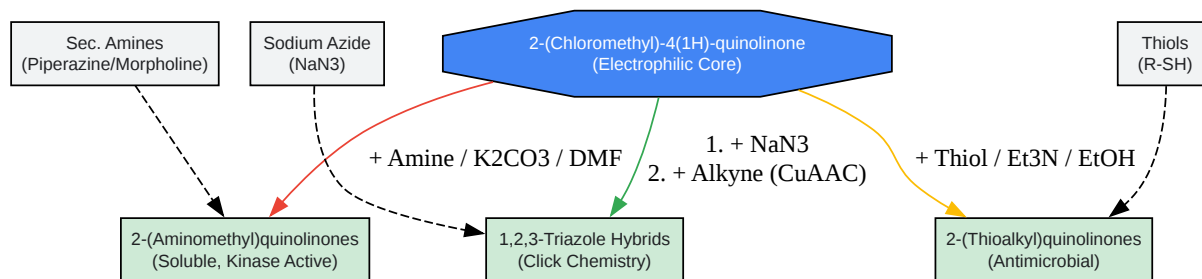 Sec. Amines
(Piperazine/Morpholine)
Sodium Azide
(NaN3)
2-(Chloromethyl)-4(1H)-quinolinone
(Electrophilic Core)
Thiols
(R-SH)
+ Amine / K2CO3 / DMF
1. + NaN3
2. + Alkyne (CuAAC)
+ Thiol / Et3N / EtOH
2-(Aminomethyl)quinolinones
(Soluble, Kinase Active)
1,2,3-Triazole Hybrids
(Click Chemistry)
2-(Thioalkyl)quinolinones
(Antimicrobial)